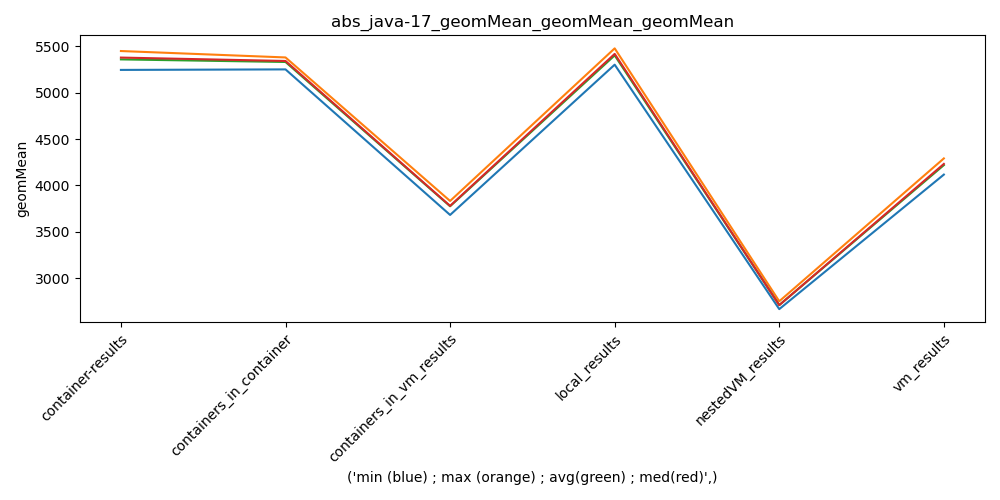 abs_java-17_geomMean_geomMean_geomMean
geomMean
5500
5000
4500
4000
3500
3000
container-results
containers_in_container
containers_in_vm_results
local_results
nestedVM_results
vm_results
('min (blue) ; max (orange) ; avg(green) ; med(red)',)